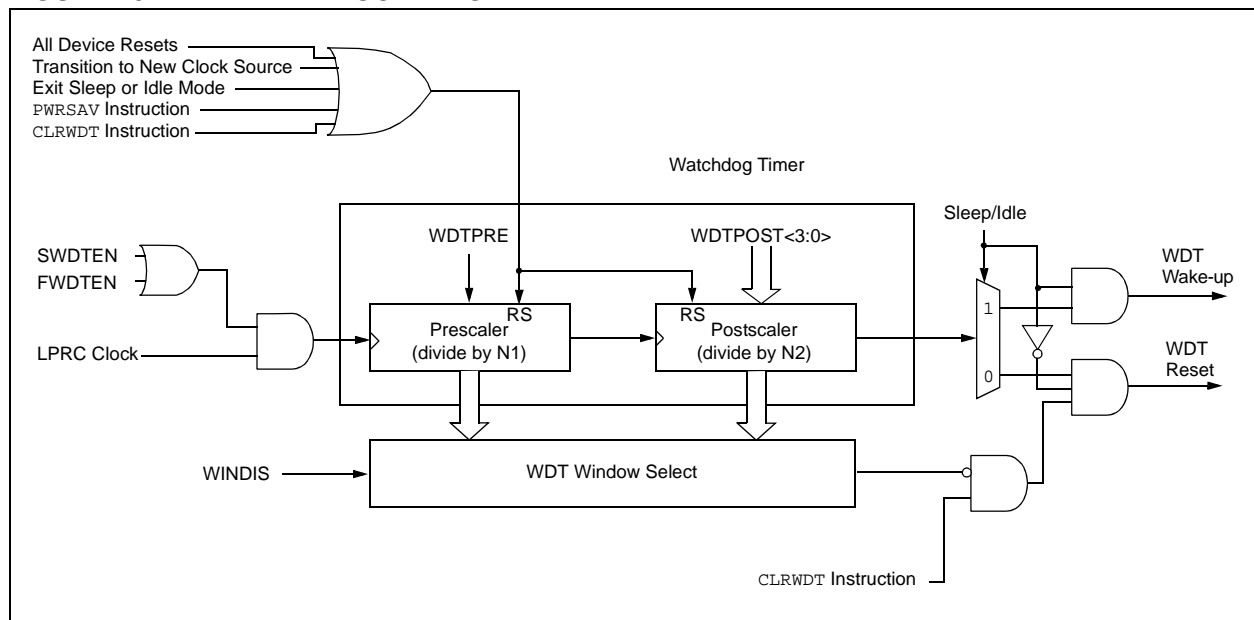 All Device Resets
Transition to New Clock Source
Exit Sleep or Idle Mode
PWRSAV Instruction
CLRWDT Instruction
Watchdog Timer
Sleep/Idle
WDTPRE
WDTPOST<3:0>
SWDTEN
FWDTEN
WDT
Wake-up
RS
RS
1
Prescaler
(divide by N1)
Postscaler
(divide by N2)
LPRC Clock
WDT
Reset
0
WINDIS
WDT Window Select
CLRWDT Instruction